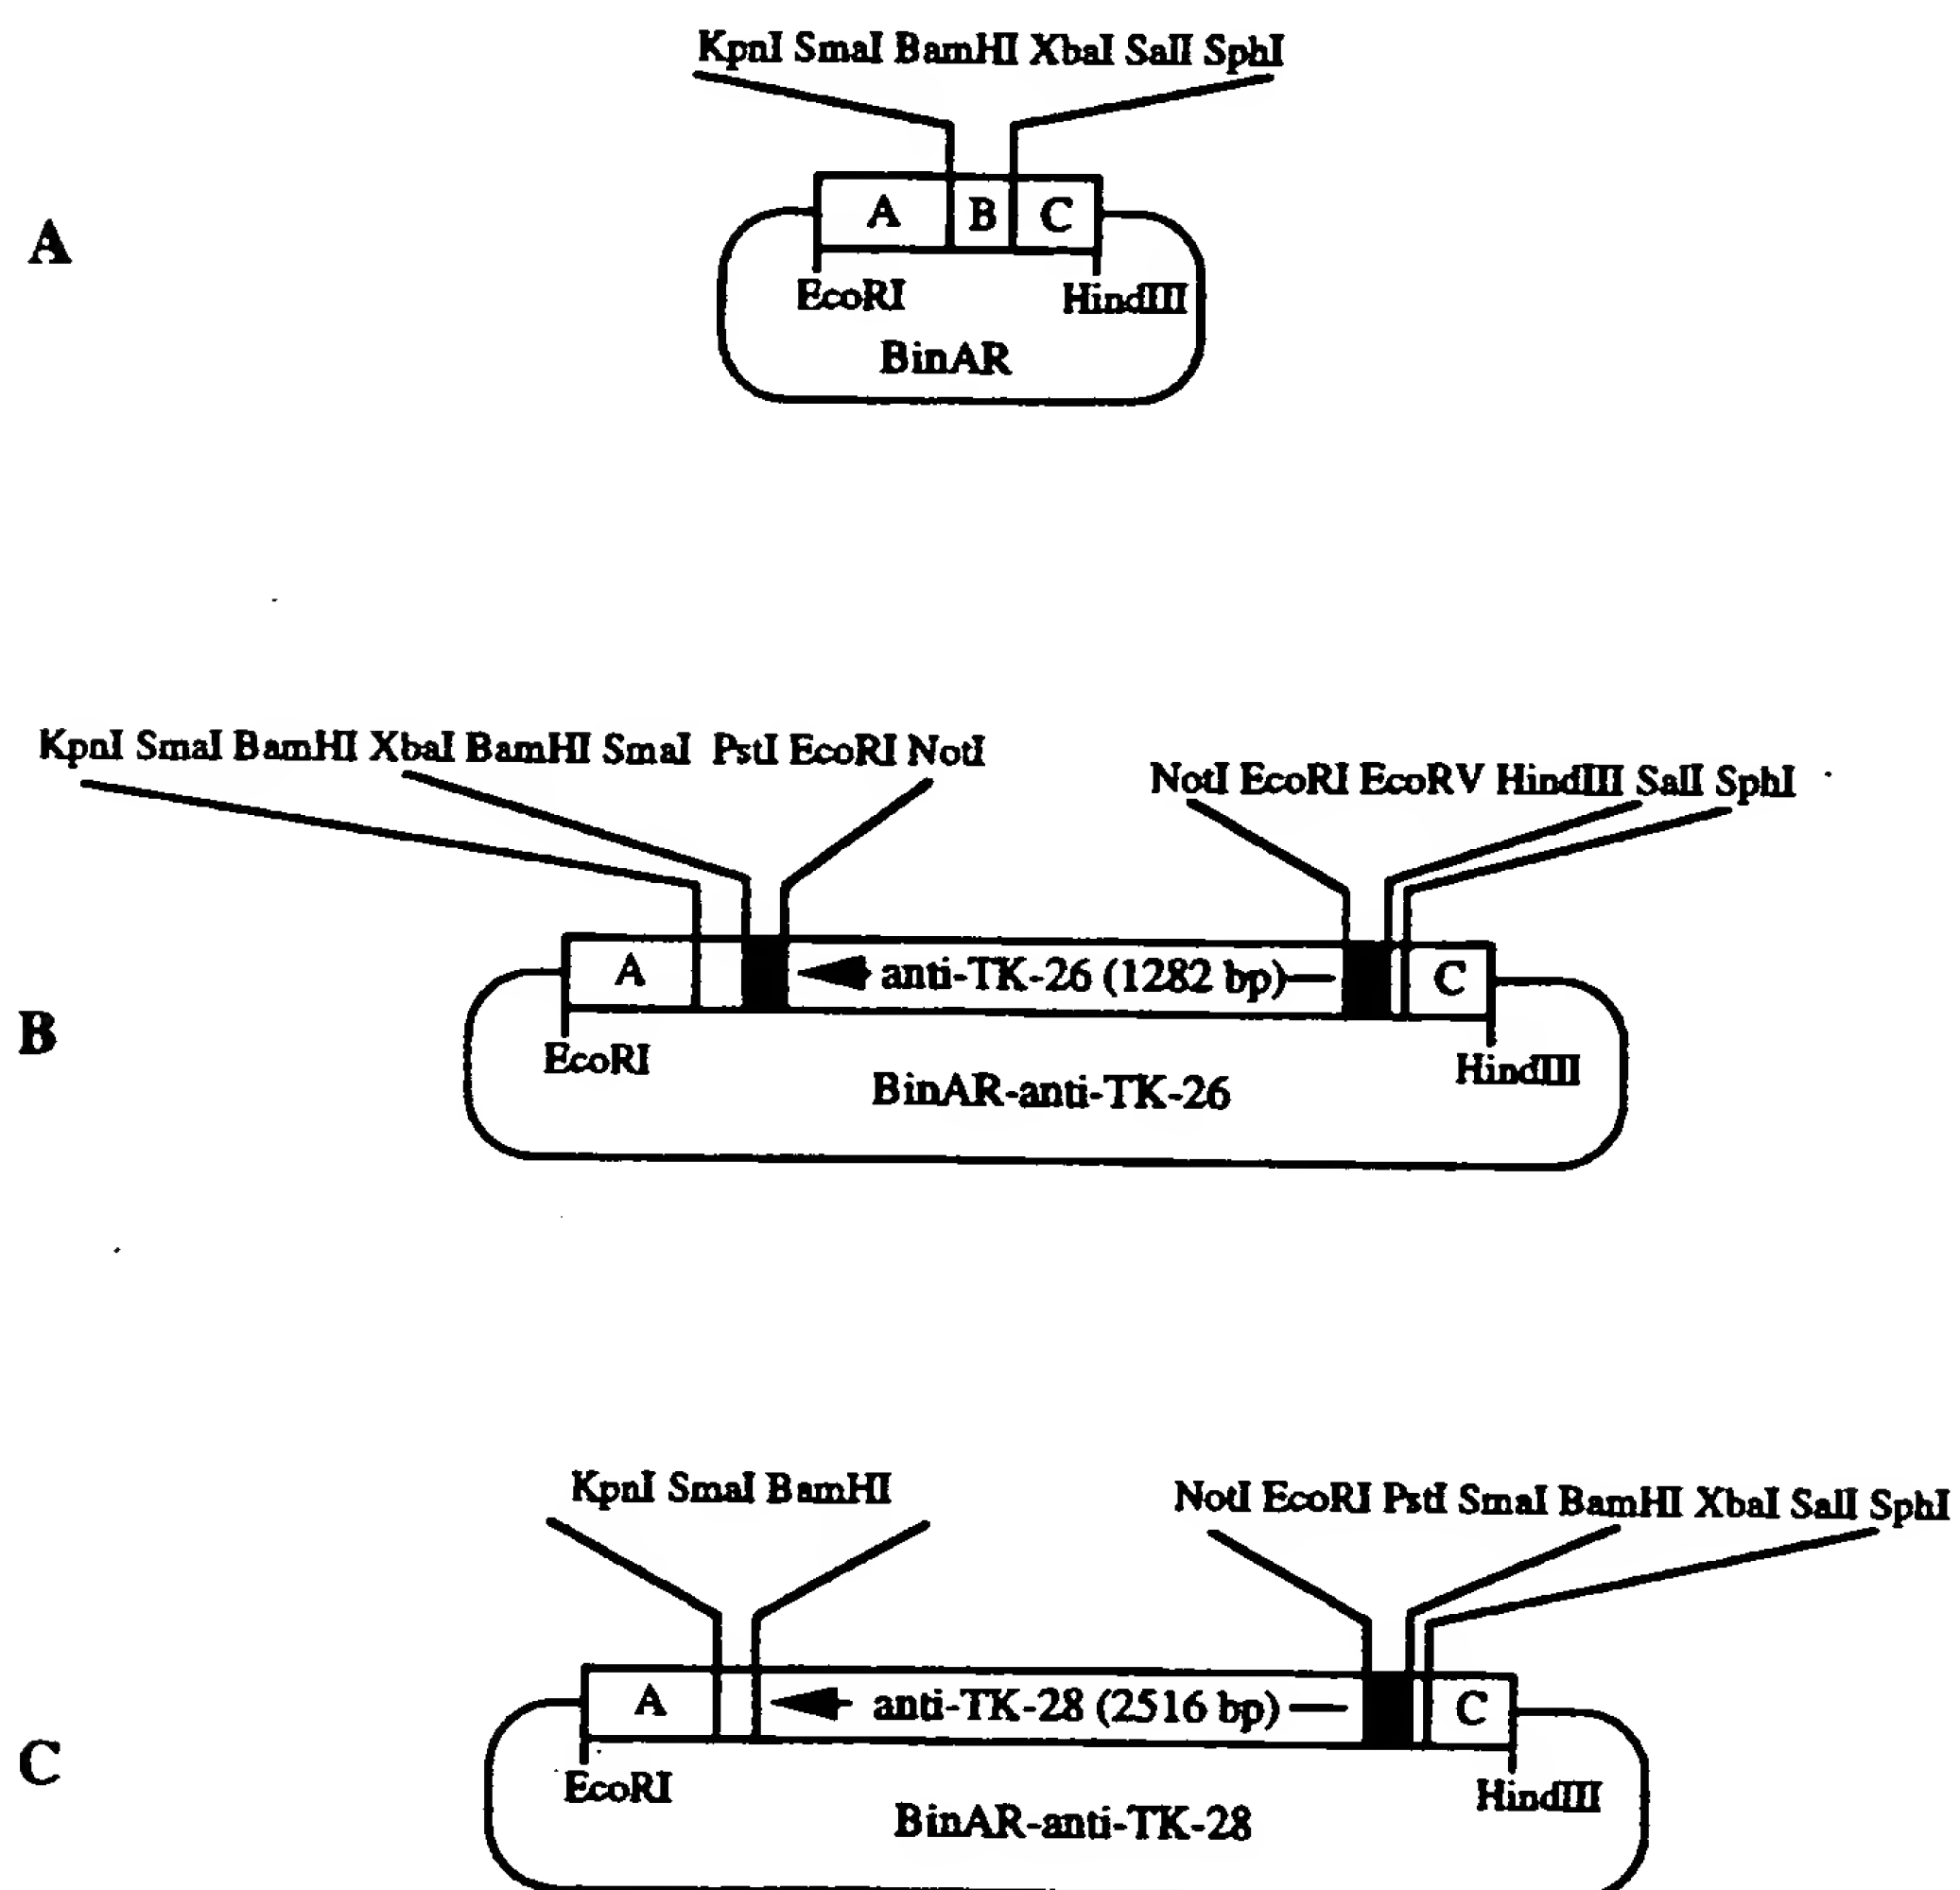 KpnI SmaI BamHI XbaI SalI SphI
A
A B C
EcoRI HindIII
BinAR
KpnI SmaI BamHI XbaI BamHI SmaI PstI EcoRI NotI
NotI EcoRI EcoRV HindIII SalI SphI
B
A anti-TK-26 (1282 bp) C
EcoRI HindIII
BinAR-anti-TK-26
KpnI SmaI BamHI
NotI EcoRI PstI SmaI BamHI XbaI SalI SphI
C
A anti-TK-28 (2516 bp) C
EcoRI HindIII
BinAR-anti-TK-28